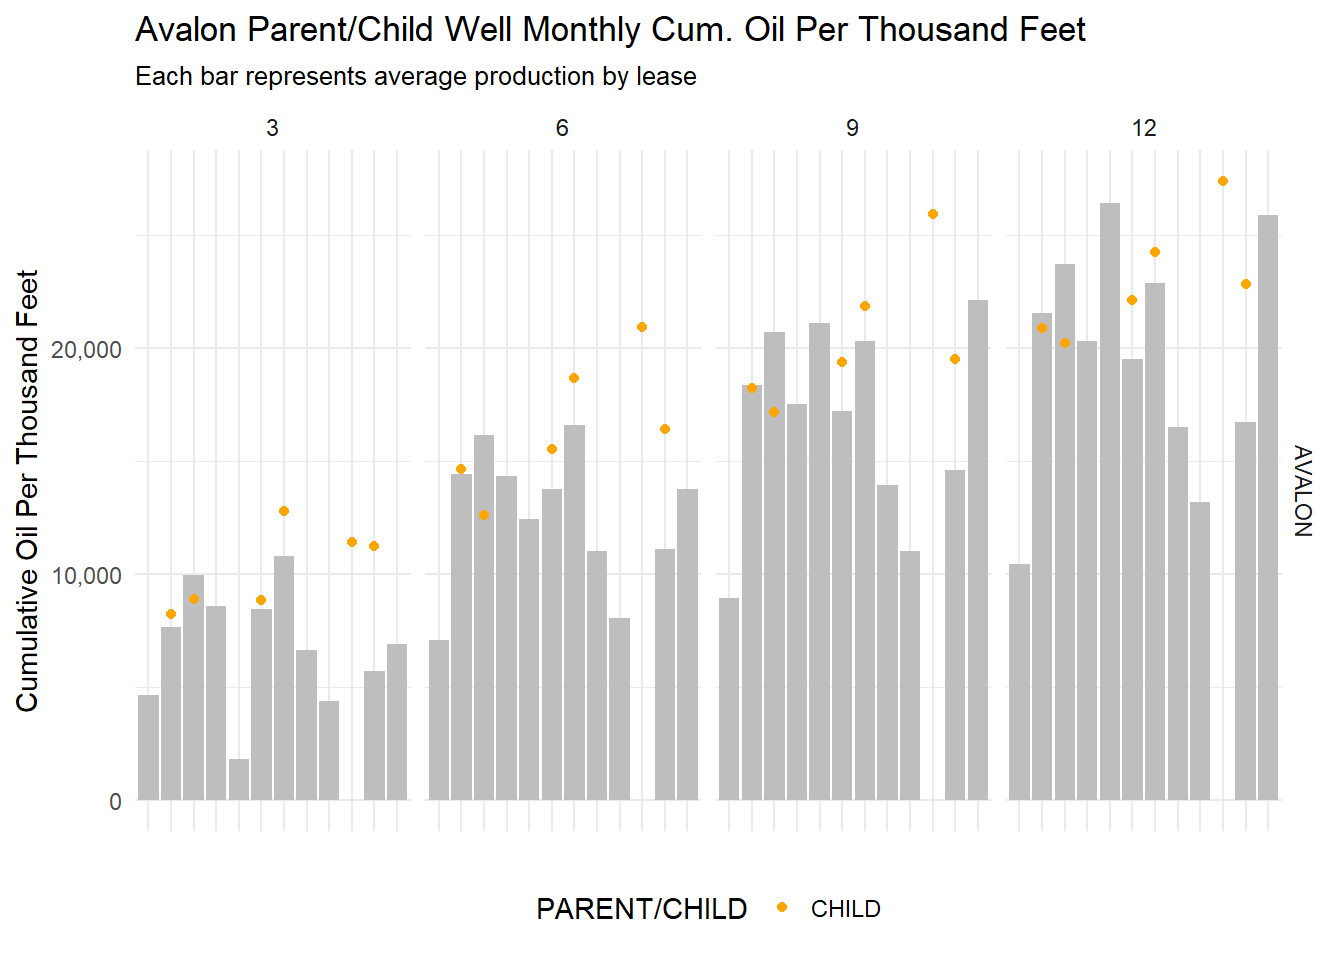 Avalon Parent/Child Well Monthly Cum. Oil Per Thousand Feet
Each bar represents average production by lease
3 6 9 12
Cumulative Oil Per Thousand Feet
20,000
10,000
0
AVALON
PARENT/CHILD CHILD